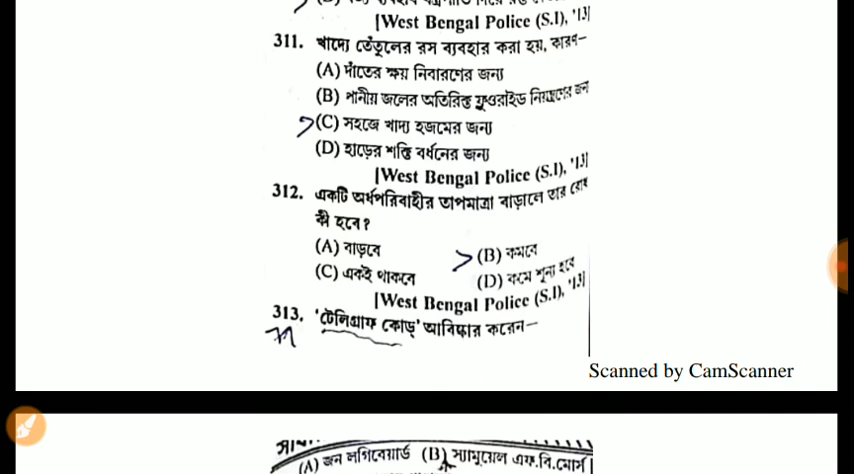 [West Bengal Police (S.I), '13]
311. খাদ্যে তেঁতুলের রস ব্যবহার করা হয়, কারণ–
(A) দাঁতের ক্ষয় নিবারণের জন্য
(B) পানীয় জলের অতিরিক্ত ফ্লুওরাইড নিয়ন্ত্রণের জন্য
(C) সহজে খাদ্য হজমের জন্য
(D) হাড়ের শক্তি বর্ধনের জন্য
[West Bengal Police (S.I), '13]
312. একটি অর্ধপরিবাহীর তাপমাত্রা বাড়ালে তার রোধ
কী হবে?
(A) বাড়বে (B) কমবে
(C) একই থাকবে (D) কমে শূন্য হবে
[West Bengal Police (S.I), '13]
313. 'টেলিগ্রাফ কোড্' আবিষ্কার করেন–
Scanned by CamScanner
(A) জন লগিবেয়ার্ড (B) স্যামুয়েল এফ.বি.মোর্স